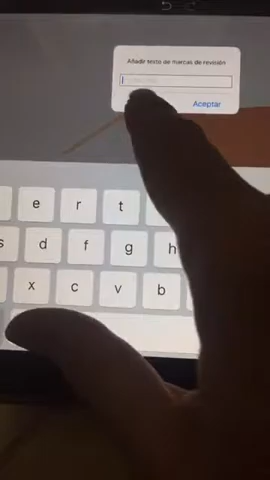 Añadir texto de marcas de revisión
Aceptar
e r t
s d f g h
x c v b